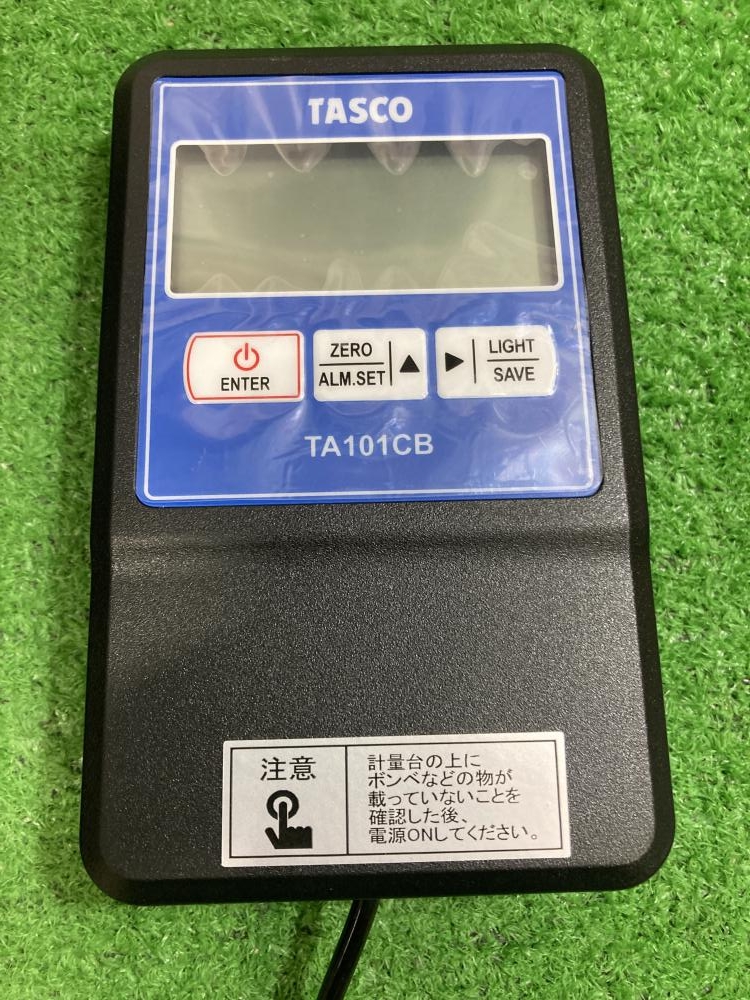 TASCO
ENTER
ZERO
ALM.SET
LIGHT
SAVE
TA101CB
注意
計量台の上に
ボンベなどの物が
載っていないことを
確認した後、
電源ONしてください。